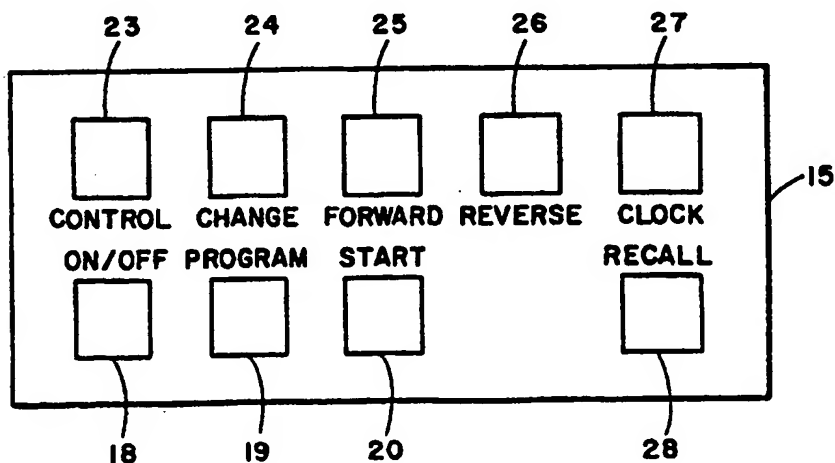 23 24 25 26 27
15
CONTROL CHANGE FORWARD REVERSE CLOCK
ON/OFF PROGRAM START RECALL
18 19 20 28